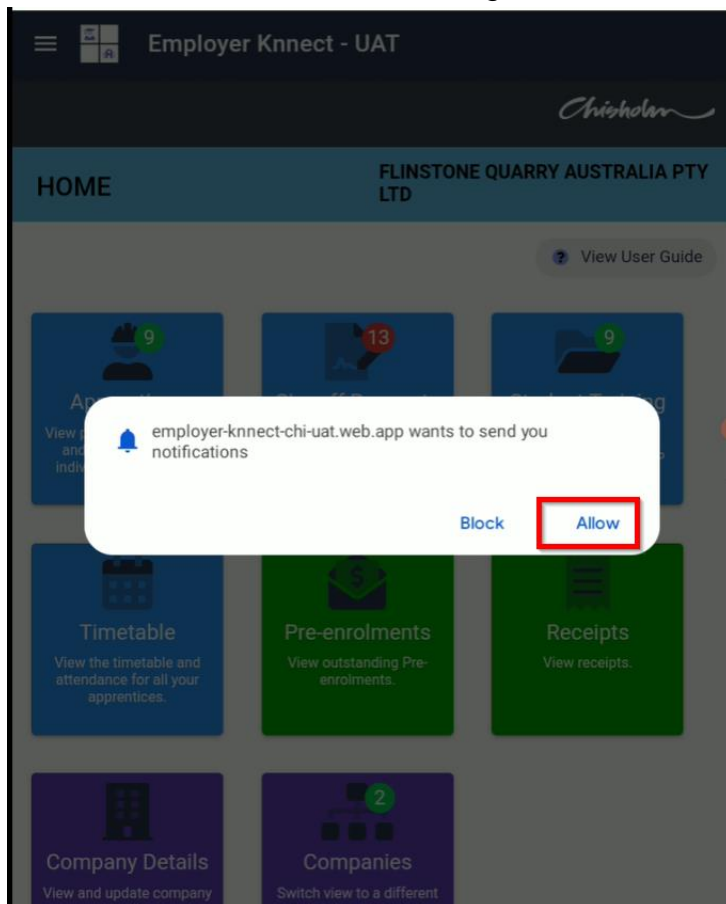 Employer Knnect - UAT
Chisholm
HOME
FLINSTONE QUARRY AUSTRALIA PTY
LTD
? View User Guide
9
13
9
employer-knnect-chi-uat.web.app wants to send you
notifications
Block
Allow
Timetable
View the timetable and
attendance for all your
apprentices.
Pre-enrolments
View outstanding Pre-
enrolments.
Receipts
View receipts.
2
Company Details
View and update company
Companies
Switch view to a different